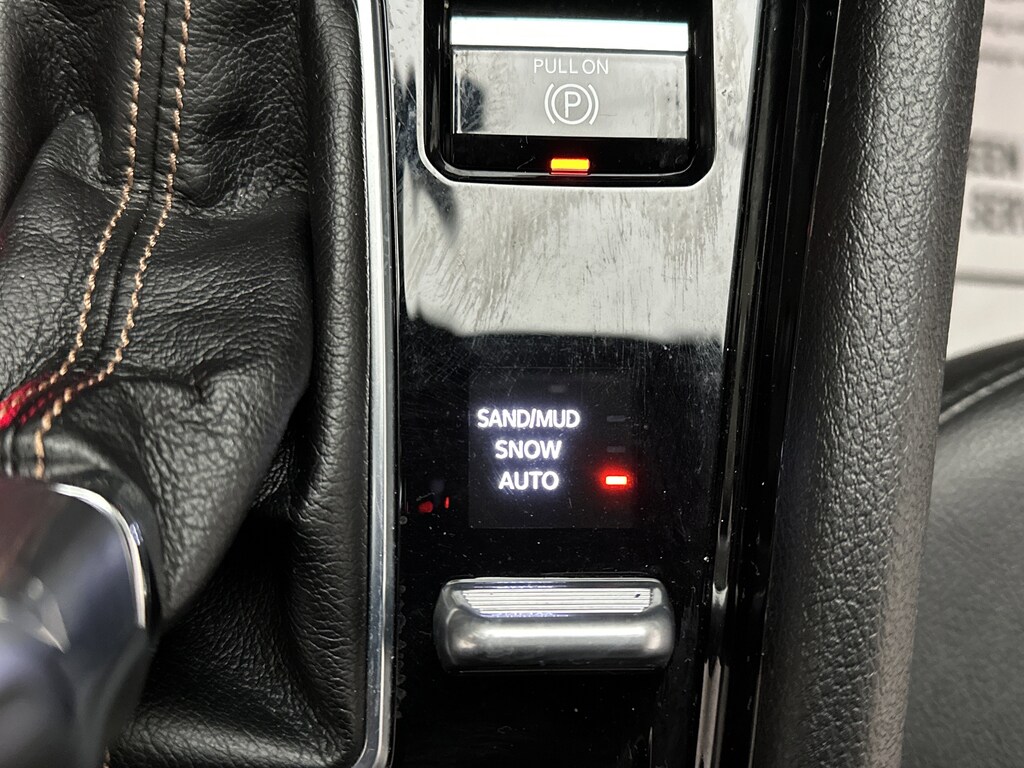 PULL ON
(P)
SAND/MUD
SNOW
AUTO